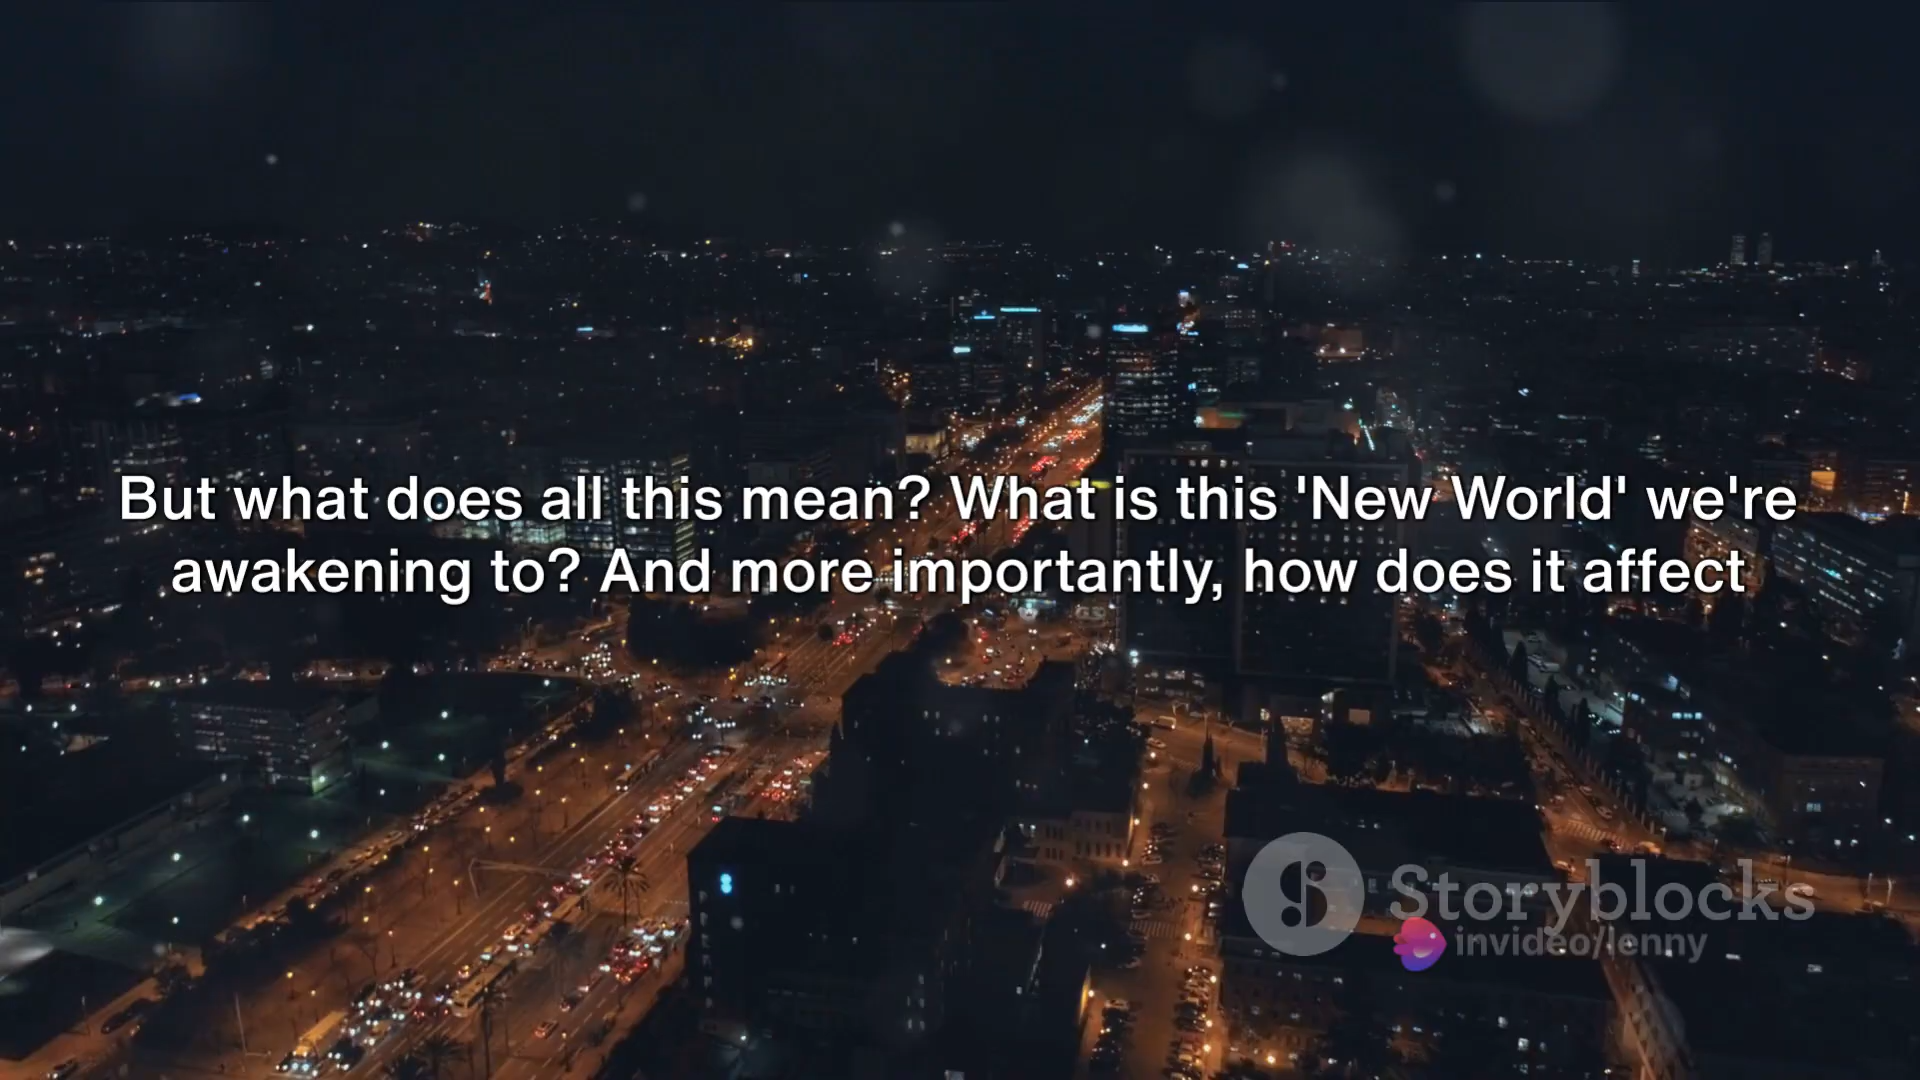 But what does all this mean? What is this 'New World' we're
awakening to? And more importantly, how does it affect
Storyblocks
invideo/lenny